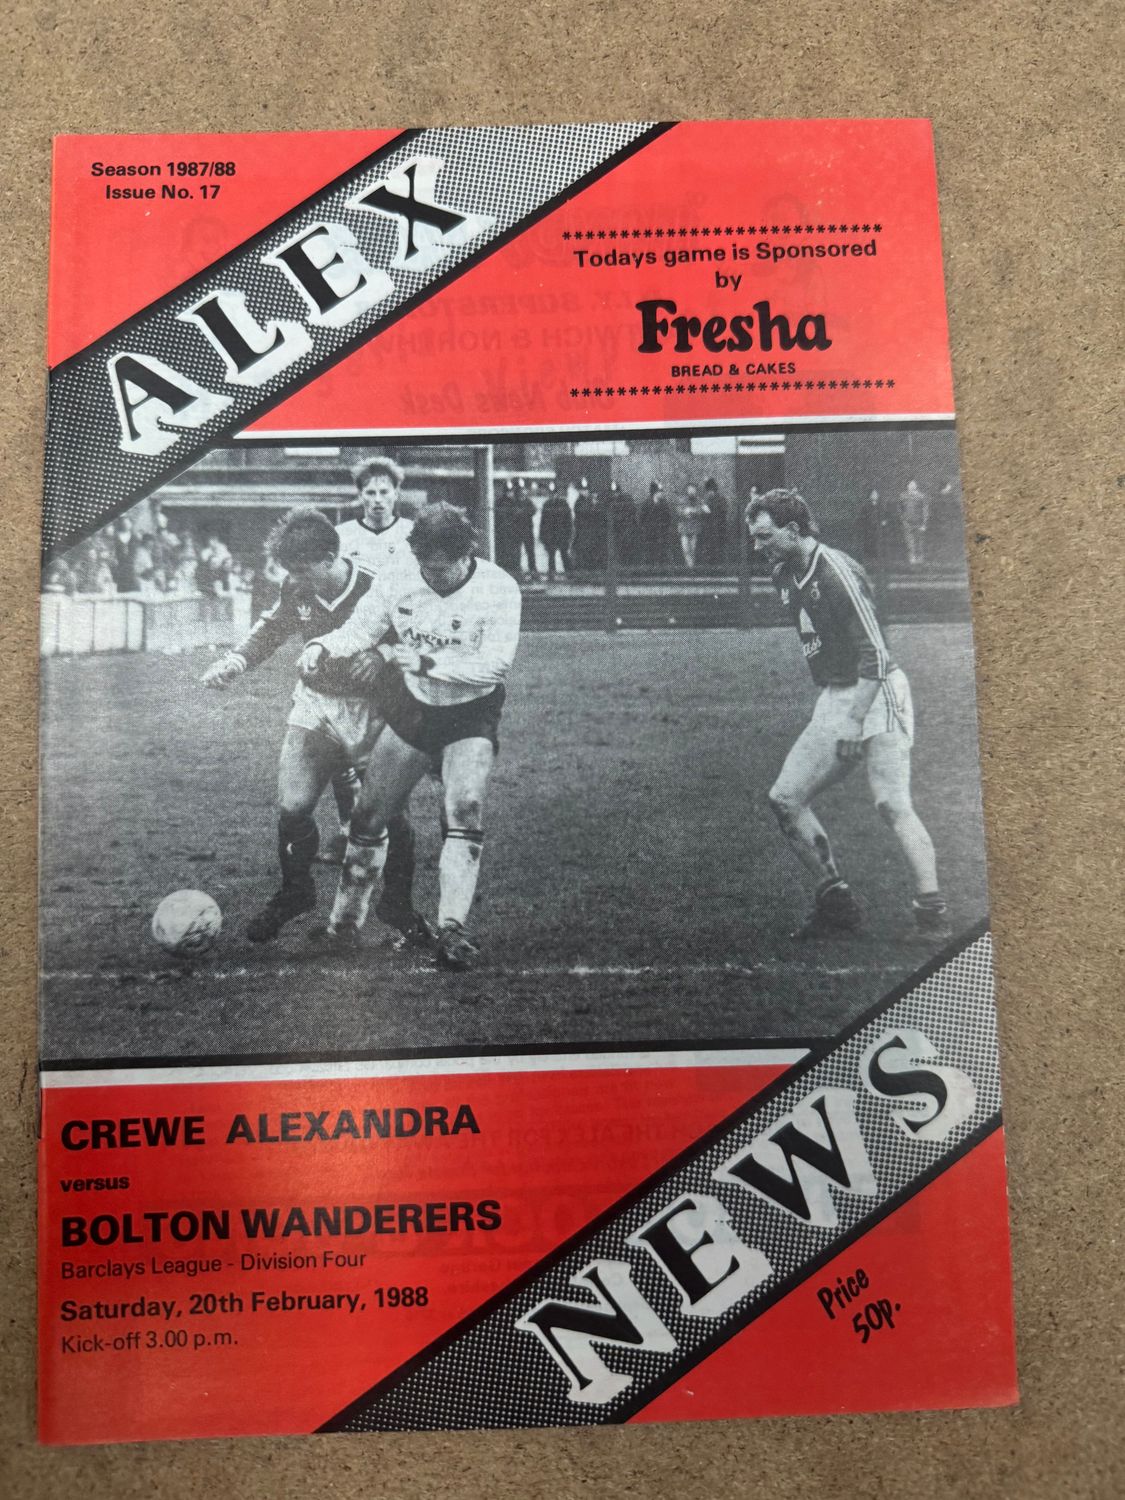 Season 1987/88
Issue No. 17
ALEX
*****************************
Todays game is Sponsored
by
Fresha
BREAD & CAKES
*****************************
CREWE ALEXANDRA
versus
BOLTON WANDERERS
Barclays League - Division Four
Saturday, 20th February, 1988
Kick-off 3.00 p.m.
NEWS
Price
50p.